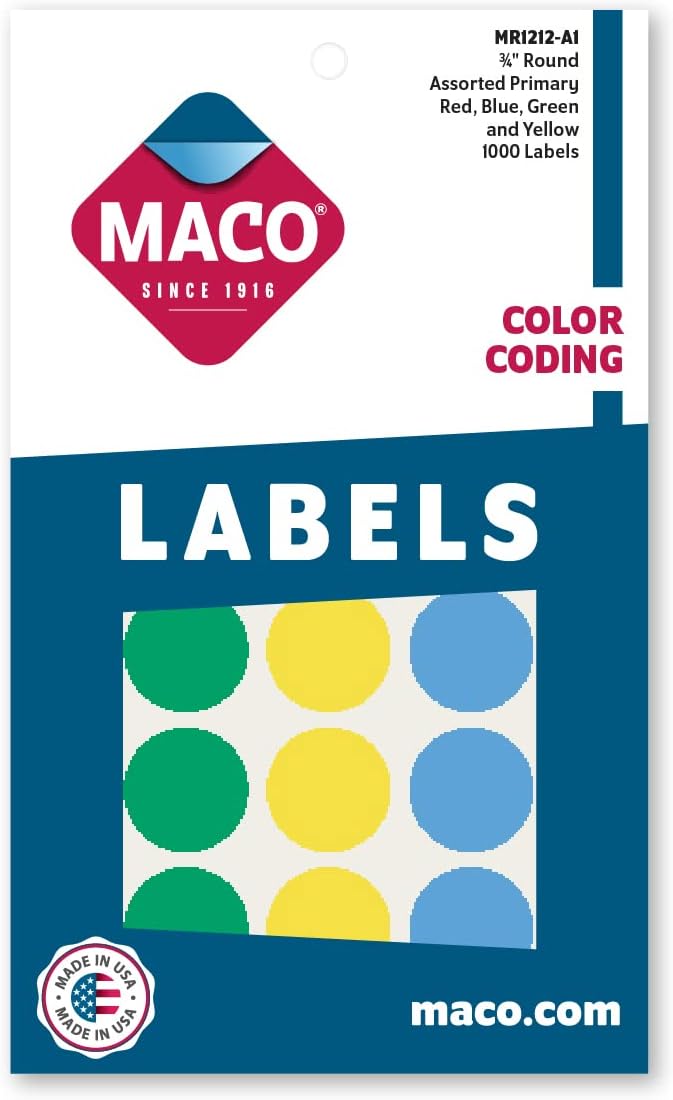 MR1212-A1
¾" Round
Assorted Primary
Red, Blue, Green
and Yellow
1000 Labels
MACO®
SINCE 1916
COLOR
CODING
LABELS
MADE IN USA
MADE IN USA
maco.com